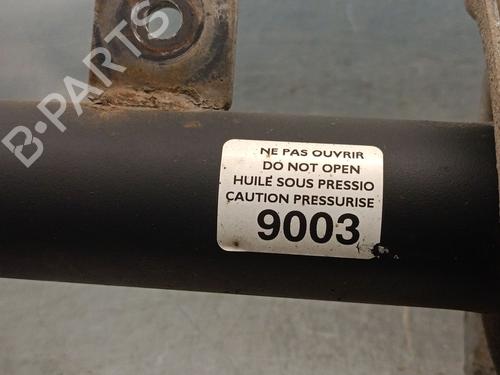 B-PARTS
NE PAS OUVRIR
DO NOT OPEN
HUILE SOUS PRESSIO
CAUTION PRESSURISE
9003